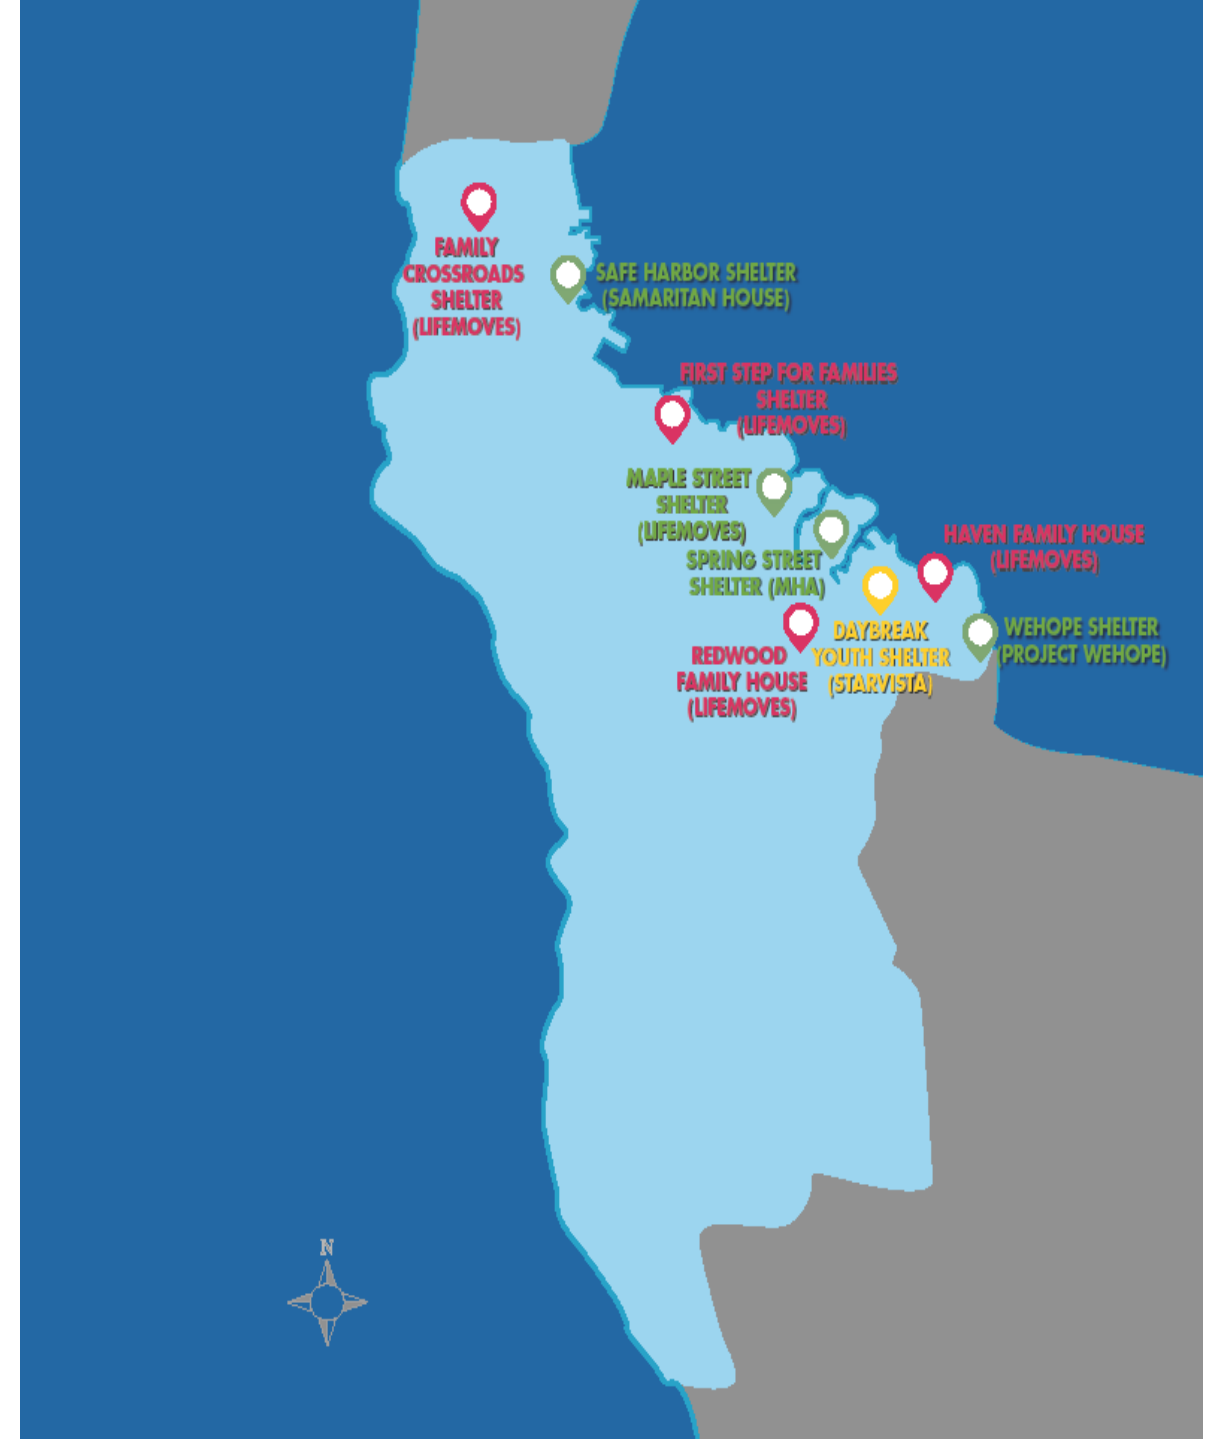 FAMILY
CROSSROADS
SHELTER
(LIFEMOVES)
SAFE HARBOR SHELTER
(SAMARITAN HOUSE)
FIRST STEP FOR FAMILIES
SHELTER
(LIFEMOVES)
MAPLE STREET
SHELTER
(LIFEMOVES)
SPRING STREET
SHELTER (MHA)
HAVEN FAMILY HOUSE
(LIFEMOVES)
WEHOPE SHELTER
(PROJECT WEHOPE)
DAYBREAK
YOUTH SHELTER
(STARVISTA)
REDWOOD
FAMILY HOUSE
(LIFEMOVES)
N